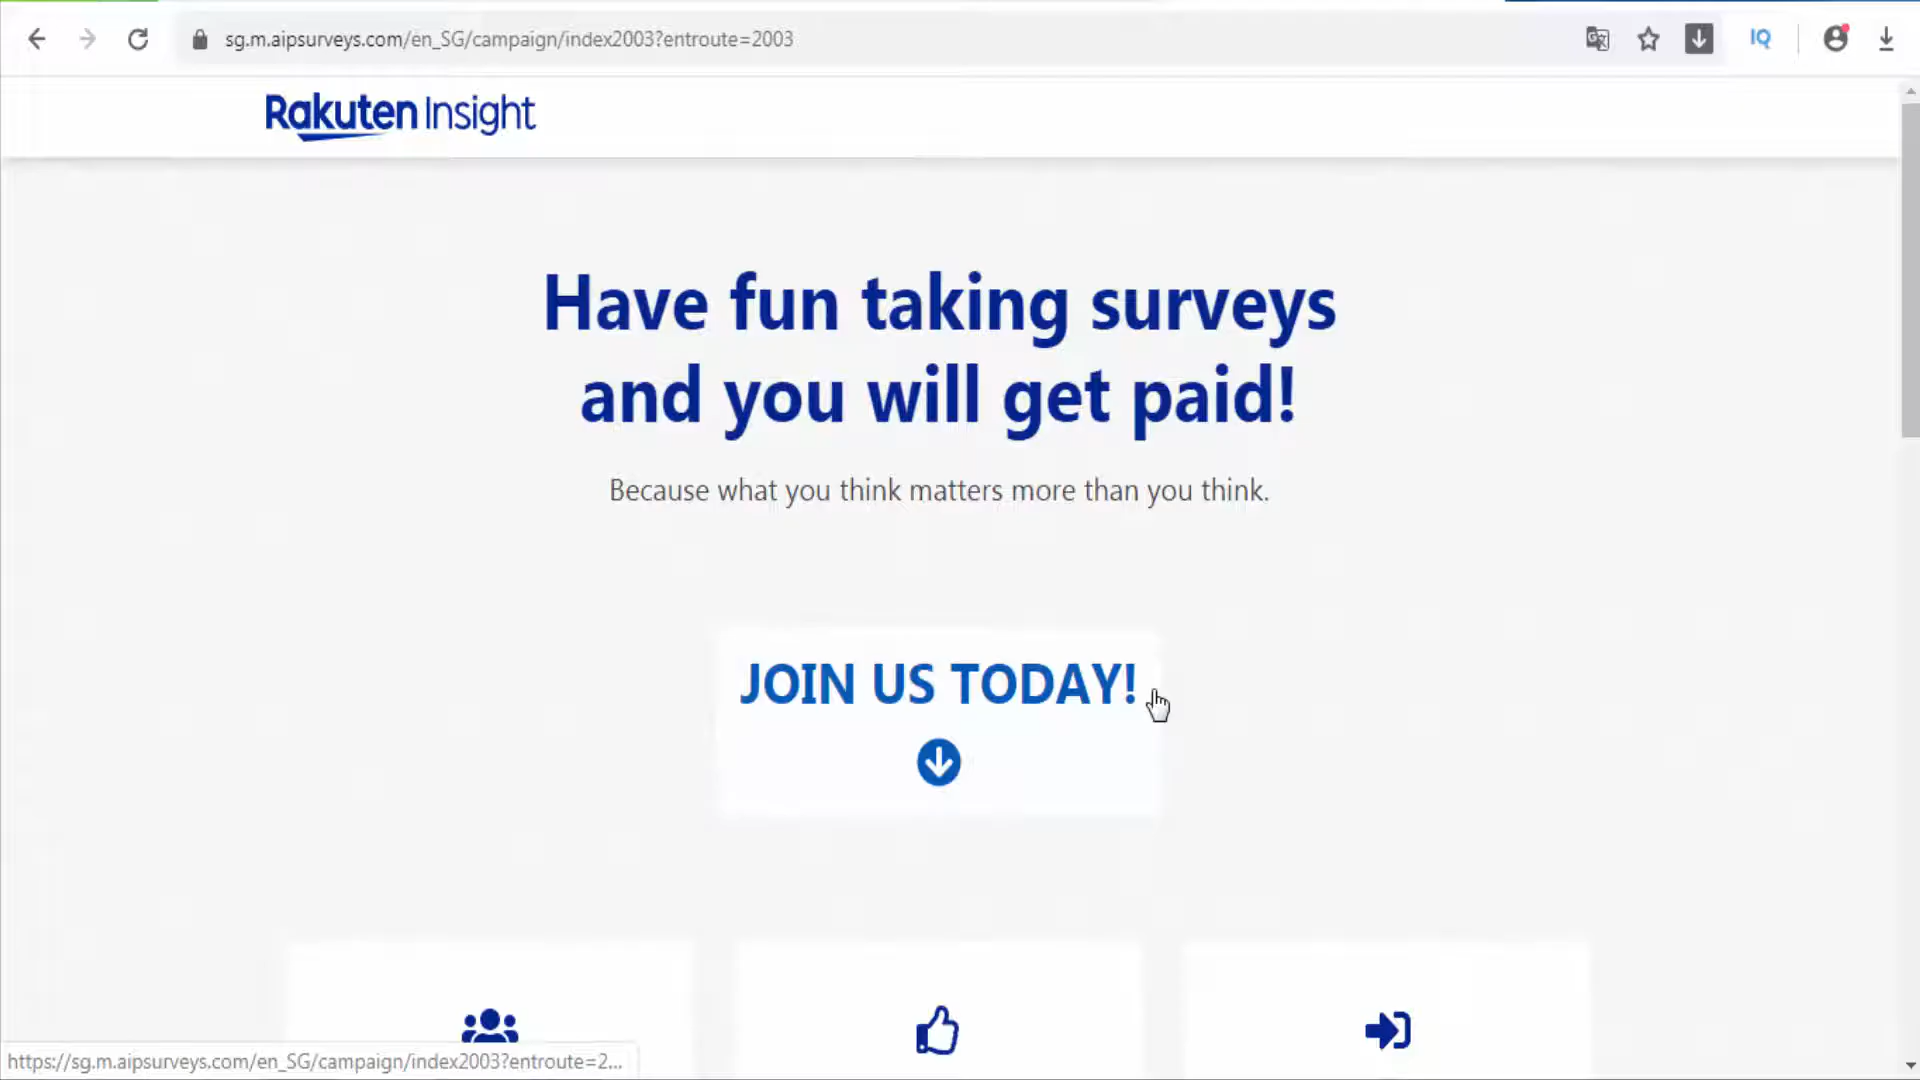 sg.m.aipsurveys.com/en_SG/campaign/index2003?entroute=2003
IQ
Rakuten Insight
Have fun taking surveys
and you will get paid!
Because what you think matters more than you think.
JOIN US TODAY!
https://sg.m.aipsurveys.com/en_SG/campaign/index2003?entroute=2...